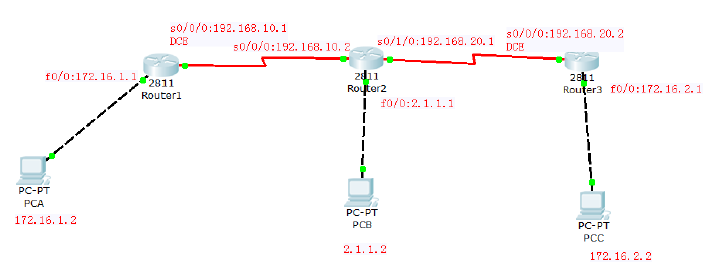 s0/0/0:192.168.10.1
DCE
s0/0/0:192.168.10.2
s0/1/0:192.168.20.1
s0/0/0:192.168.20.2
DCE
f0/0:172.16.1.1
2811
Router1
2811
Router2
2811
Router3
f0/0:2.1.1.1
f0/0:172.16.2.1
PC-PT
PCA
172.16.1.2
PC-PT
PCB
2.1.1.2
PC-PT
PCC
172.16.2.2